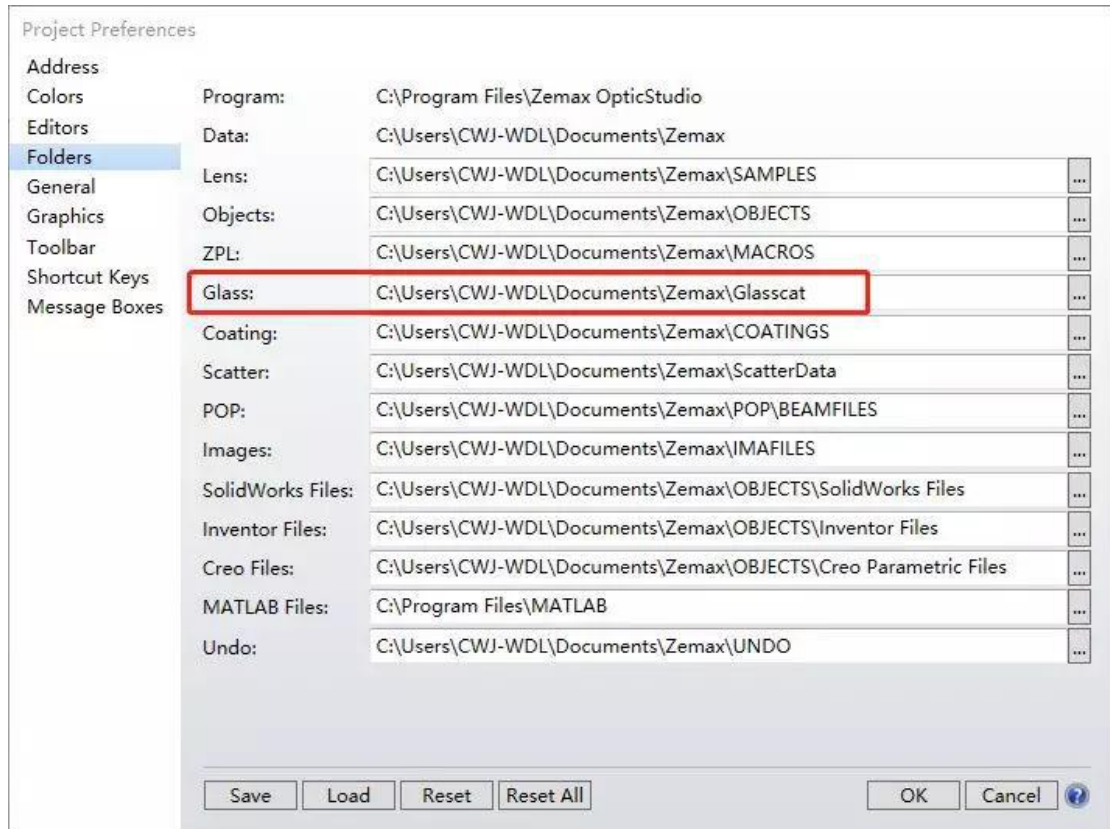 Project Preferences
Address
Colors
Editors
Folders
General
Graphics
Toolbar
Shortcut Keys
Message Boxes
Program: C:\Program Files\Zemax OpticStudio
Data: C:\Users\CWJ-WDL\Documents\Zemax
Lens: C:\Users\CWJ-WDL\Documents\Zemax\SAMPLES ...
Objects: C:\Users\CWJ-WDL\Documents\Zemax\OBJECTS ...
ZPL: C:\Users\CWJ-WDL\Documents\Zemax\MACROS ...
Glass: C:\Users\CWJ-WDL\Documents\Zemax\Glasscat ...
Coating: C:\Users\CWJ-WDL\Documents\Zemax\COATINGS ...
Scatter: C:\Users\CWJ-WDL\Documents\Zemax\ScatterData ...
POP: C:\Users\CWJ-WDL\Documents\Zemax\POP\BEAMFILES ...
Images: C:\Users\CWJ-WDL\Documents\Zemax\IMAFILES ...
SolidWorks Files: C:\Users\CWJ-WDL\Documents\Zemax\OBJECTS\SolidWorks Files ...
Inventor Files: C:\Users\CWJ-WDL\Documents\Zemax\OBJECTS\Inventor Files ...
Creo Files: C:\Users\CWJ-WDL\Documents\Zemax\OBJECTS\Creo Parametric Files ...
MATLAB Files: C:\Program Files\MATLAB ...
Undo: C:\Users\CWJ-WDL\Documents\Zemax\UNDO ...
Save Load Reset Reset All OK Cancel ?